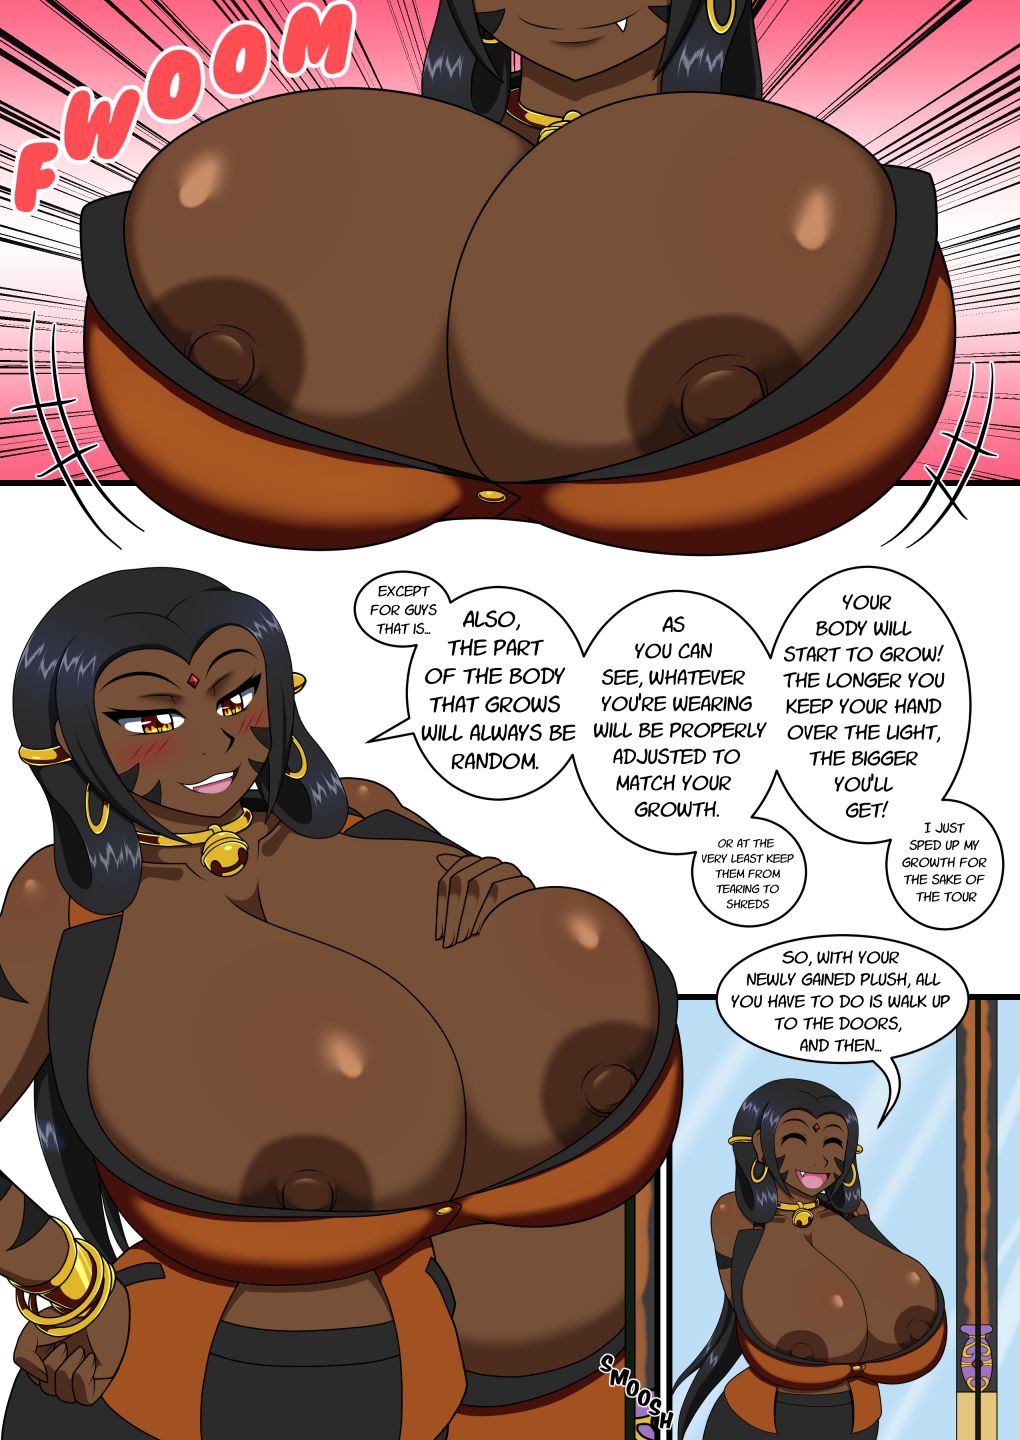 FWOOM
YOUR
BODY WILL
START TO GROW!
THE LONGER YOU
KEEP YOUR HAND
OVER THE LIGHT,
THE BIGGER
YOU'LL
GET!
I JUST
SPED UP MY
GROWTH FOR
THE SAKE OF
THE TOUR
AS
YOU CAN
SEE, WHATEVER
YOU'RE WEARING
WILL BE PROPERLY
ADJUSTED TO
MATCH YOUR
GROWTH.
OR AT THE
VERY LEAST KEEP
THEM FROM
TEARING TO
SHREDS
ALSO,
THE PART
OF THE BODY
THAT GROWS
WILL ALWAYS BE
RANDOM.
EXCEPT
FOR GUYS
THAT IS...
SO, WITH YOUR
NEWLY GAINED PLUSH, ALL
YOU HAVE TO DO IS WALK UP
TO THE DOORS,
AND THEN...
SMOOSH